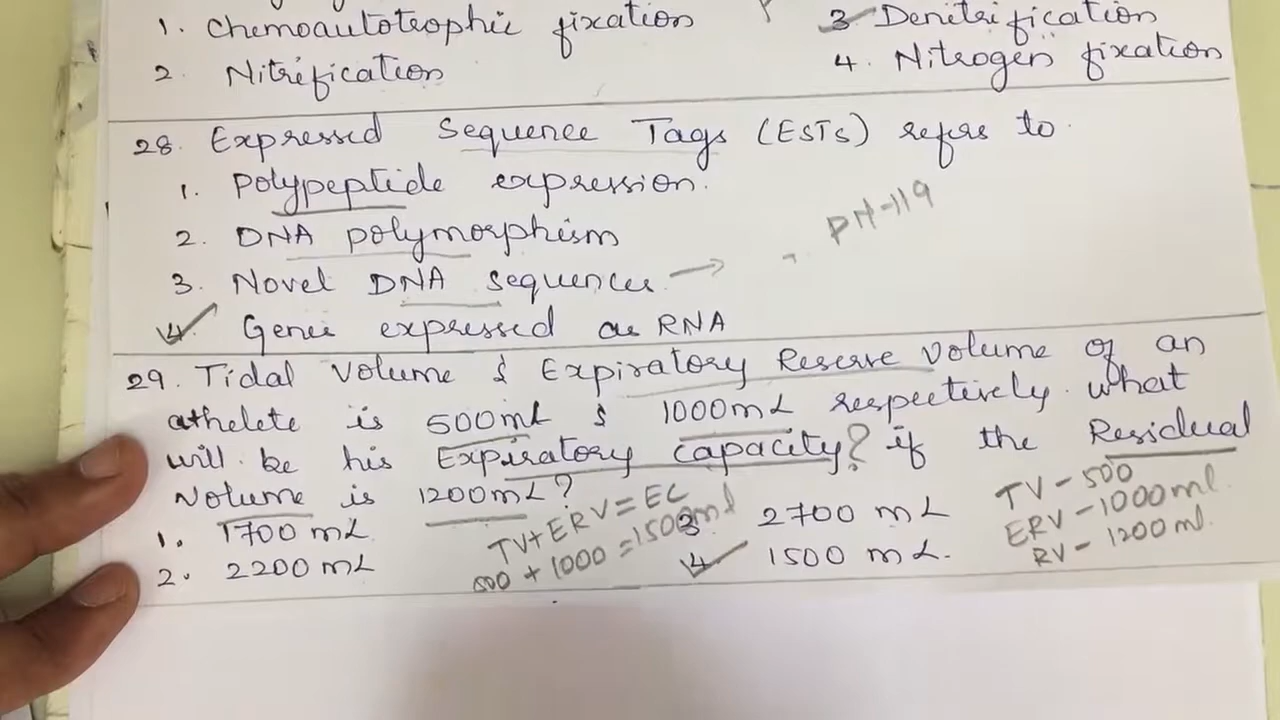 1. Chemoautotrophic fixation
3. Denitrification
2. Nitrification
4. Nitrogen fixation
28. Expressed Sequence Tags (ESTs) refers to.
1. Polypeptide expression.
2. DNA polymorphism
3. Novel DNA Sequences →
PH-119
4. Genes expressed as RNA
29. Tidal Volume & Expiratory Reserve Volume of an
athelete is 500mL & 1000mL respectively. what
will be his Expiratory capacity? if the Residual
Volume is 1200mL?
1. 1700 mL
2. 2200 mL
TV+ERV=EC
500 + 1000 = 1500ml
3 2700 mL
4 1500 mL.
TV - 500
ERV - 1000ml.
RV - 1200ml.